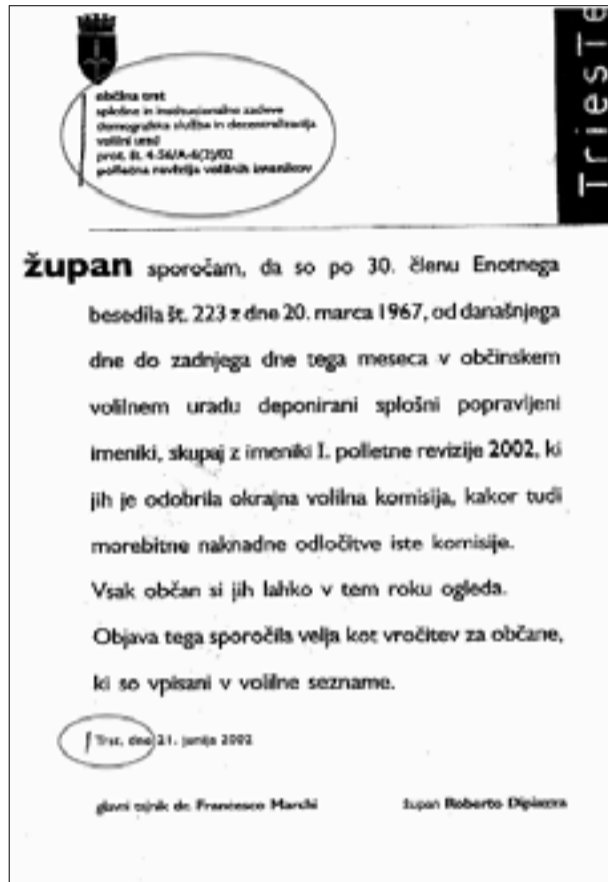 Trieste
občina trst
splošne in institucionalne zadeve
demografska služba in decentralizacija
volilni urad
prot. št. 4-56/A-6(2)/02
polletna revizija volilnih imenikov
župan sporočam, da so po 30. členu Enotnega
besedila št. 223 z dne 20. marca 1967, od današnjega
dne do zadnjega dne tega meseca v občinskem
volilnem uradu deponirani splošni popravljeni
imeniki, skupaj z imeniki I. polletne revizije 2002, ki
jih je odobrila okrajna volilna komisija, kakor tudi
morebitne naknadne odločitve iste komisije.
Vsak občan si jih lahko v tem roku ogleda.
Objava tega sporočila velja kot vročitev za občane,
ki so vpisani v volilne sezname.
Trst, dne 21. junija 2002
glavni tajnik dr. Francesco Marchi župan Roberto Dipiazza